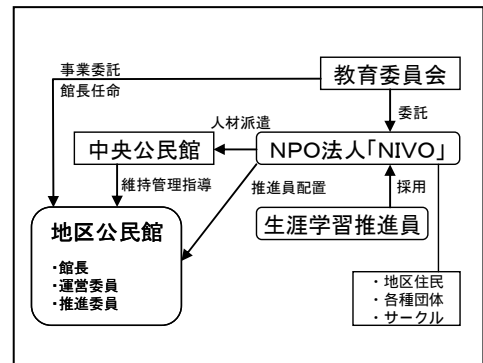 事業委託
館長任命
教育委員会
委託
人材派遣
中央公民館
NPO法人「NIVO」
維持管理指導
推進員配置
採用
地区公民館
・館長
・運営委員
・推進委員
生涯学習推進員
・地区住民
・各種団体
・サークル